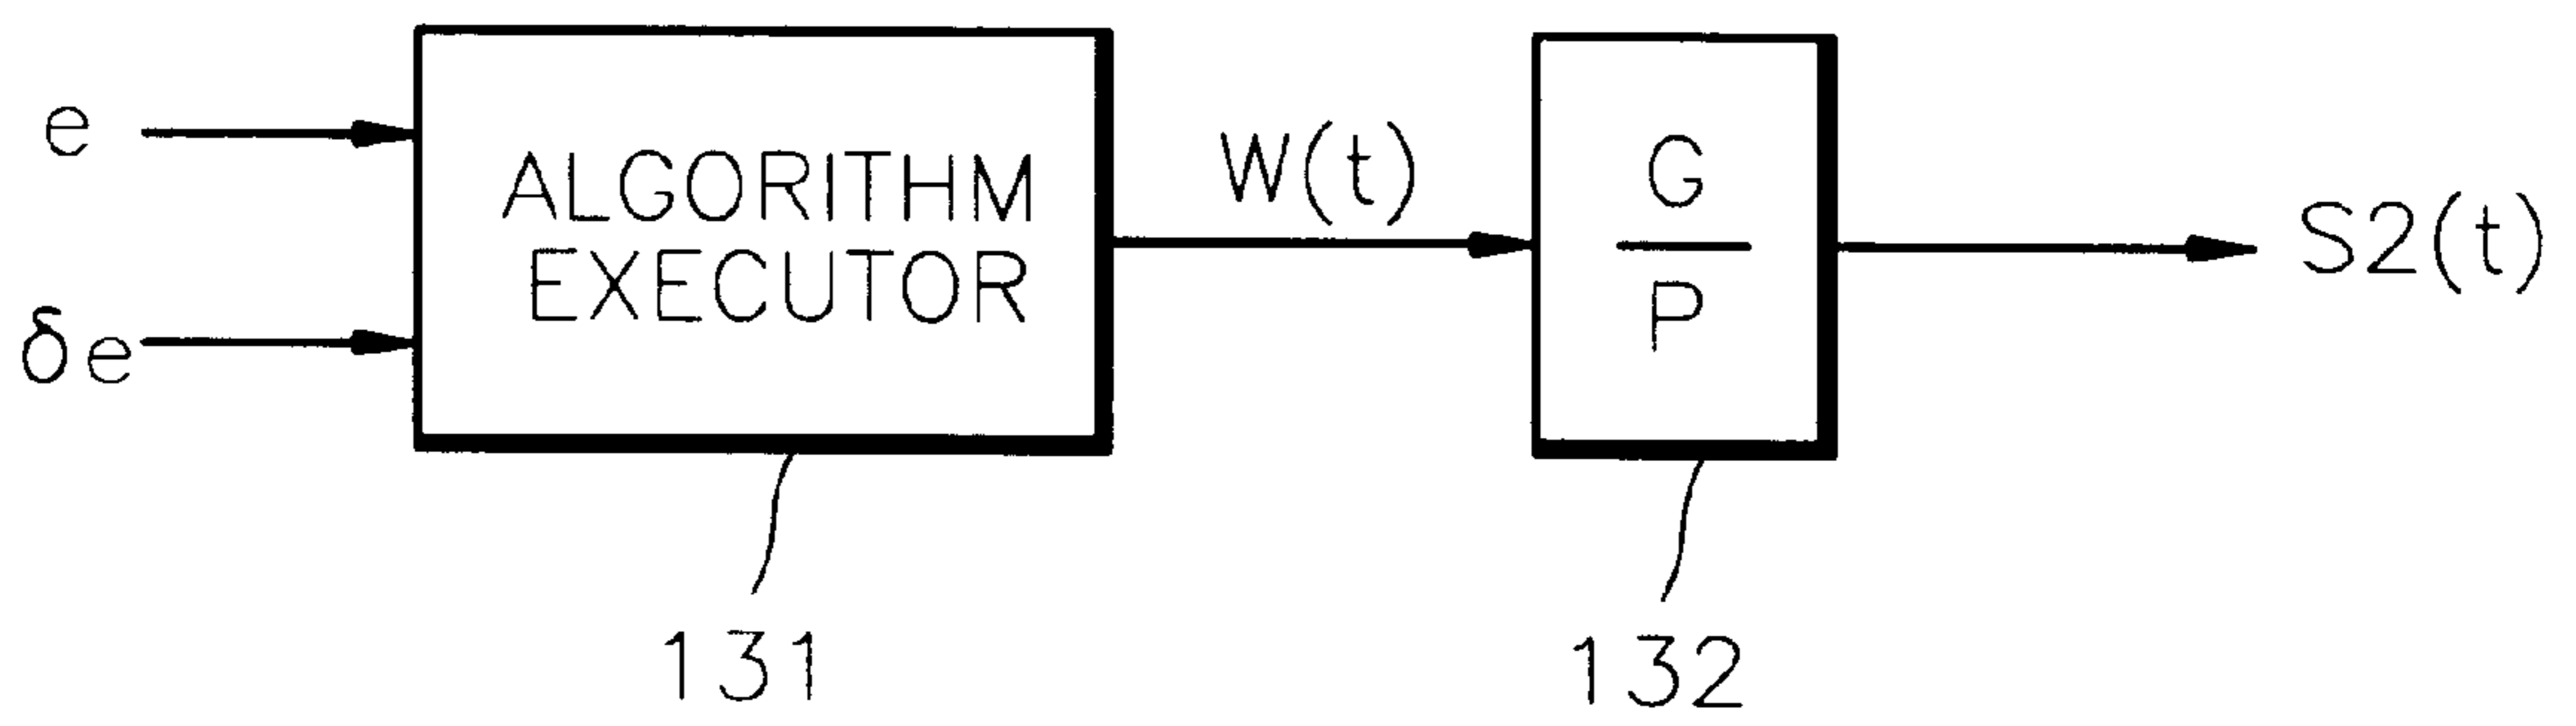 e
δe
ALGORITHM
EXECUTOR
W(t)
G
P
S2(t)
131
132